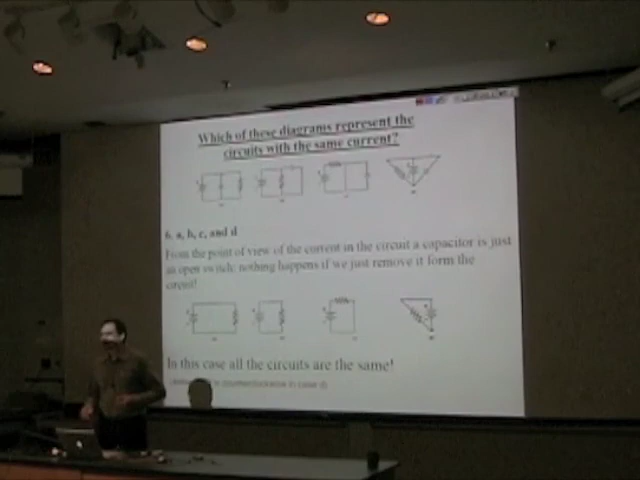 Which of these diagrams represent the
circuits with the same current?
6. a, b, c, and d
From the point of view of the current in the circuit a capacitor is just
an open switch: nothing happens if we just remove it form the
circuit!
In this case all the circuits are the same!